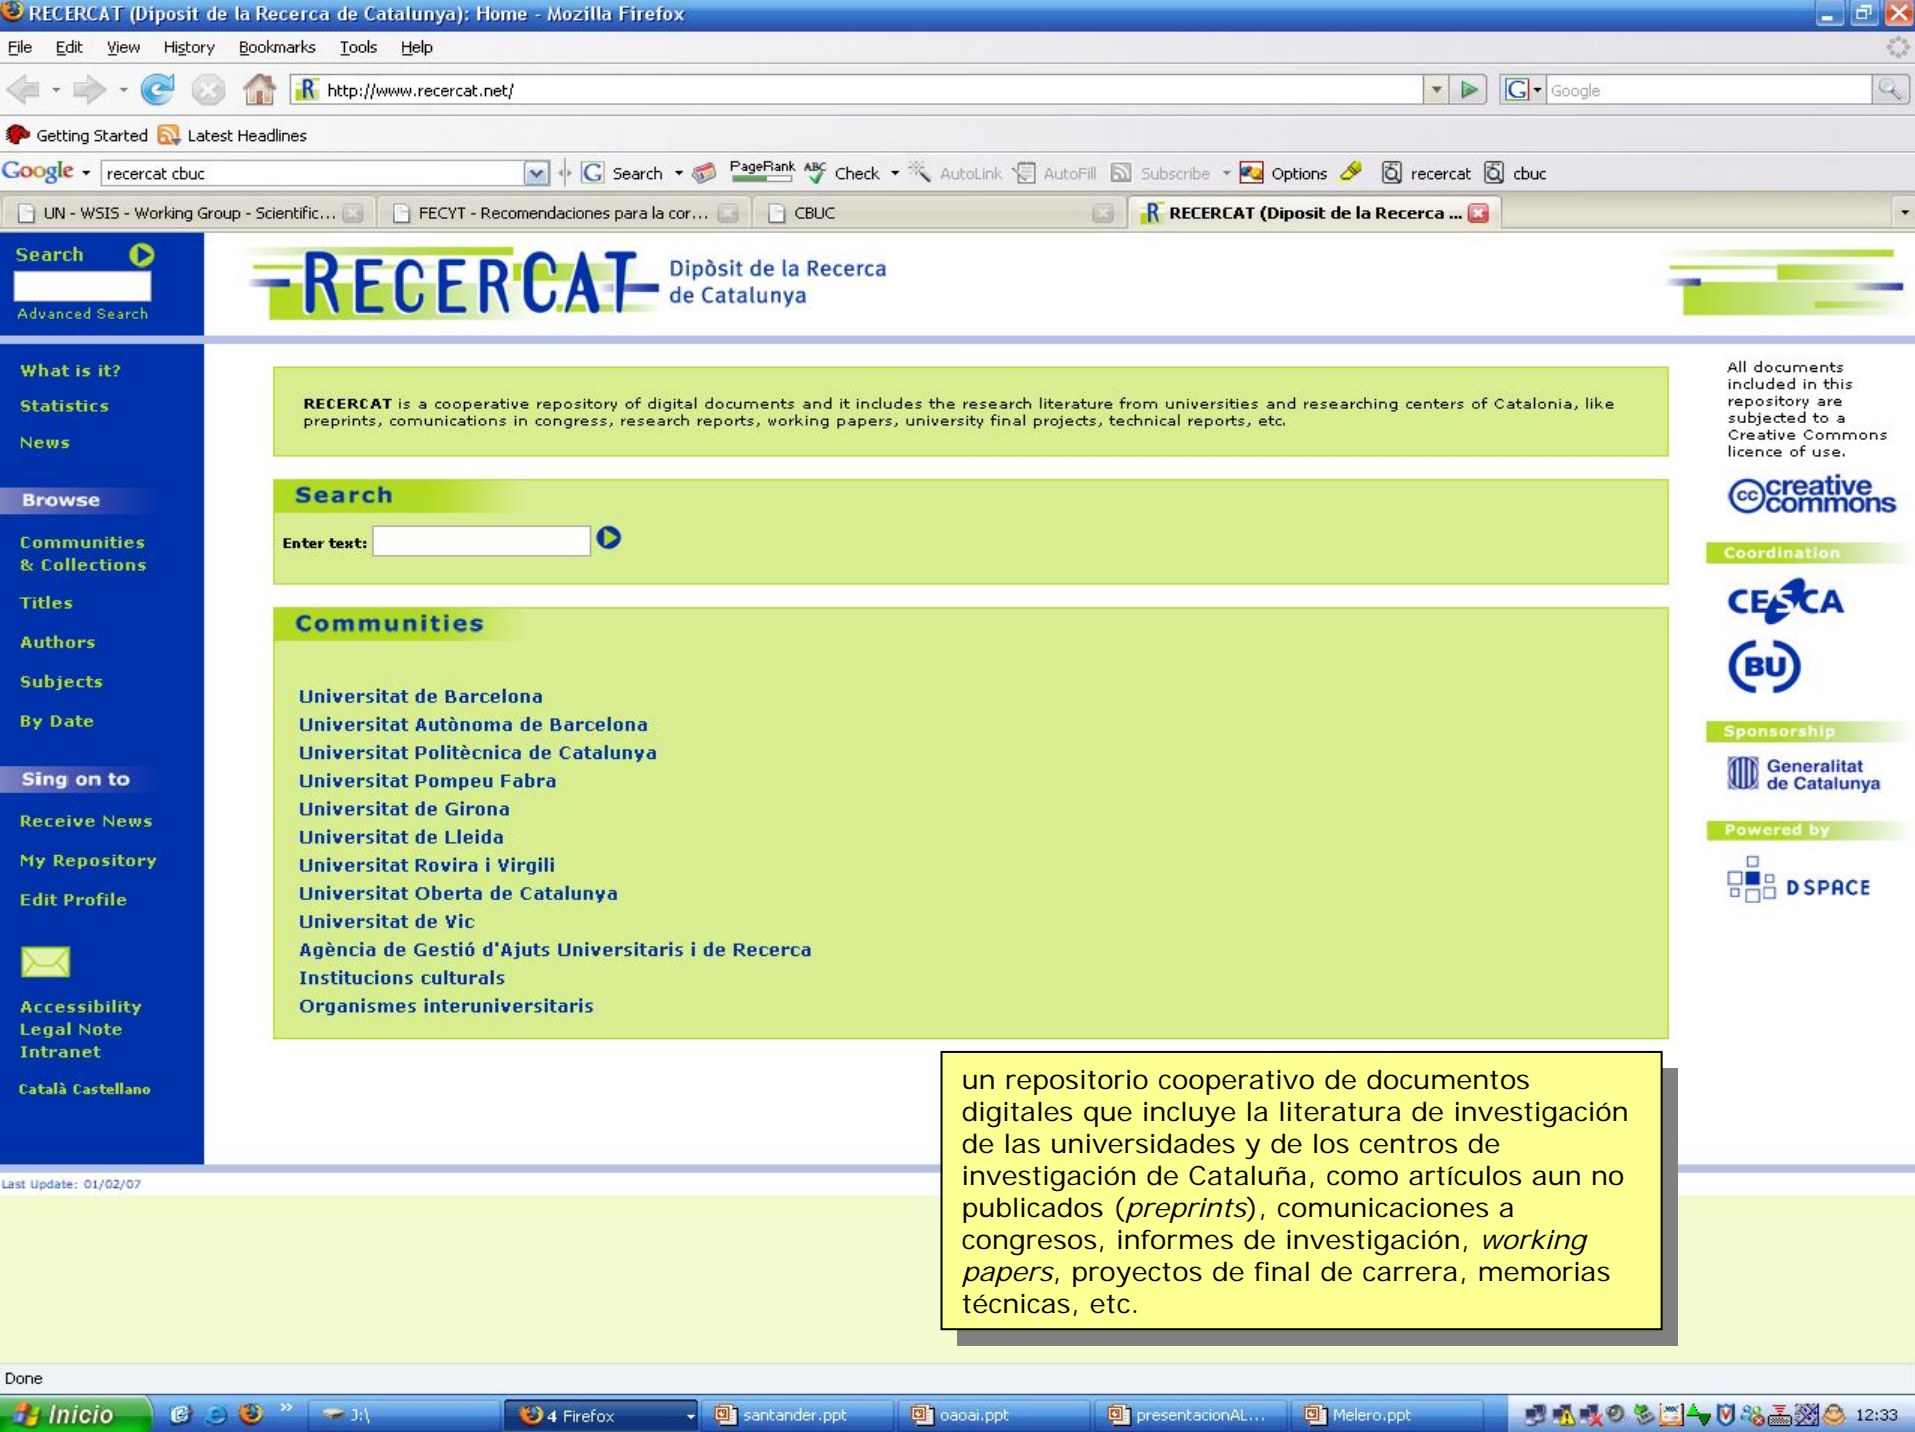 RECERCAT (Diposit de la Recerca de Catalunya): Home - Mozilla Firefox
File Edit View History Bookmarks Tools Help
http://www.recercat.net/
Google
Getting Started Latest Headlines
Google recercat cbuc Search PageRank ABC Check AutoLink AutoFill Subscribe Options recercat cbuc
UN - WSIS - Working Group - Scientific... FECYT - Recomendaciones para la cor... CBUC RECERCAT (Diposit de la Recerca ...
Search
Advanced Search
RECERCAT
Dipòsit de la Recerca
de Catalunya
What is it?
Statistics
News
Browse
Communities
& Collections
Titles
Authors
Subjects
By Date
Sing on to
Receive News
My Repository
Edit Profile
Accessibility
Legal Note
Intranet
Català Castellano
RECERCAT is a cooperative repository of digital documents and it includes the research literature from universities and researching centers of Catalonia, like
preprints, comunications in congress, research reports, working papers, university final projects, technical reports, etc.
Search
Enter text:
Communities
Universitat de Barcelona
Universitat Autònoma de Barcelona
Universitat Politècnica de Catalunya
Universitat Pompeu Fabra
Universitat de Girona
Universitat de Lleida
Universitat Rovira i Virgili
Universitat Oberta de Catalunya
Universitat de Vic
Agència de Gestió d'Ajuts Universitaris i de Recerca
Institucions culturals
Organismes interuniversitaris
All documents
included in this
repository are
subjected to a
Creative Commons
licence of use.
cc creative
commons
Coordination
CESCA
BU
Sponsorship
Generalitat
de Catalunya
Powered by
DSPACE
un repositorio cooperativo de documentos
digitales que incluye la literatura de investigación
de las universidades y de los centros de
investigación de Cataluña, como artículos aun no
publicados (preprints), comunicaciones a
congresos, informes de investigación, working
papers, proyectos de final de carrera, memorias
técnicas, etc.
Last Update: 01/02/07
Done
Inicio J:\ 4 Firefox santander.ppt oaoai.ppt presentacionAL... Melero.ppt 12:33